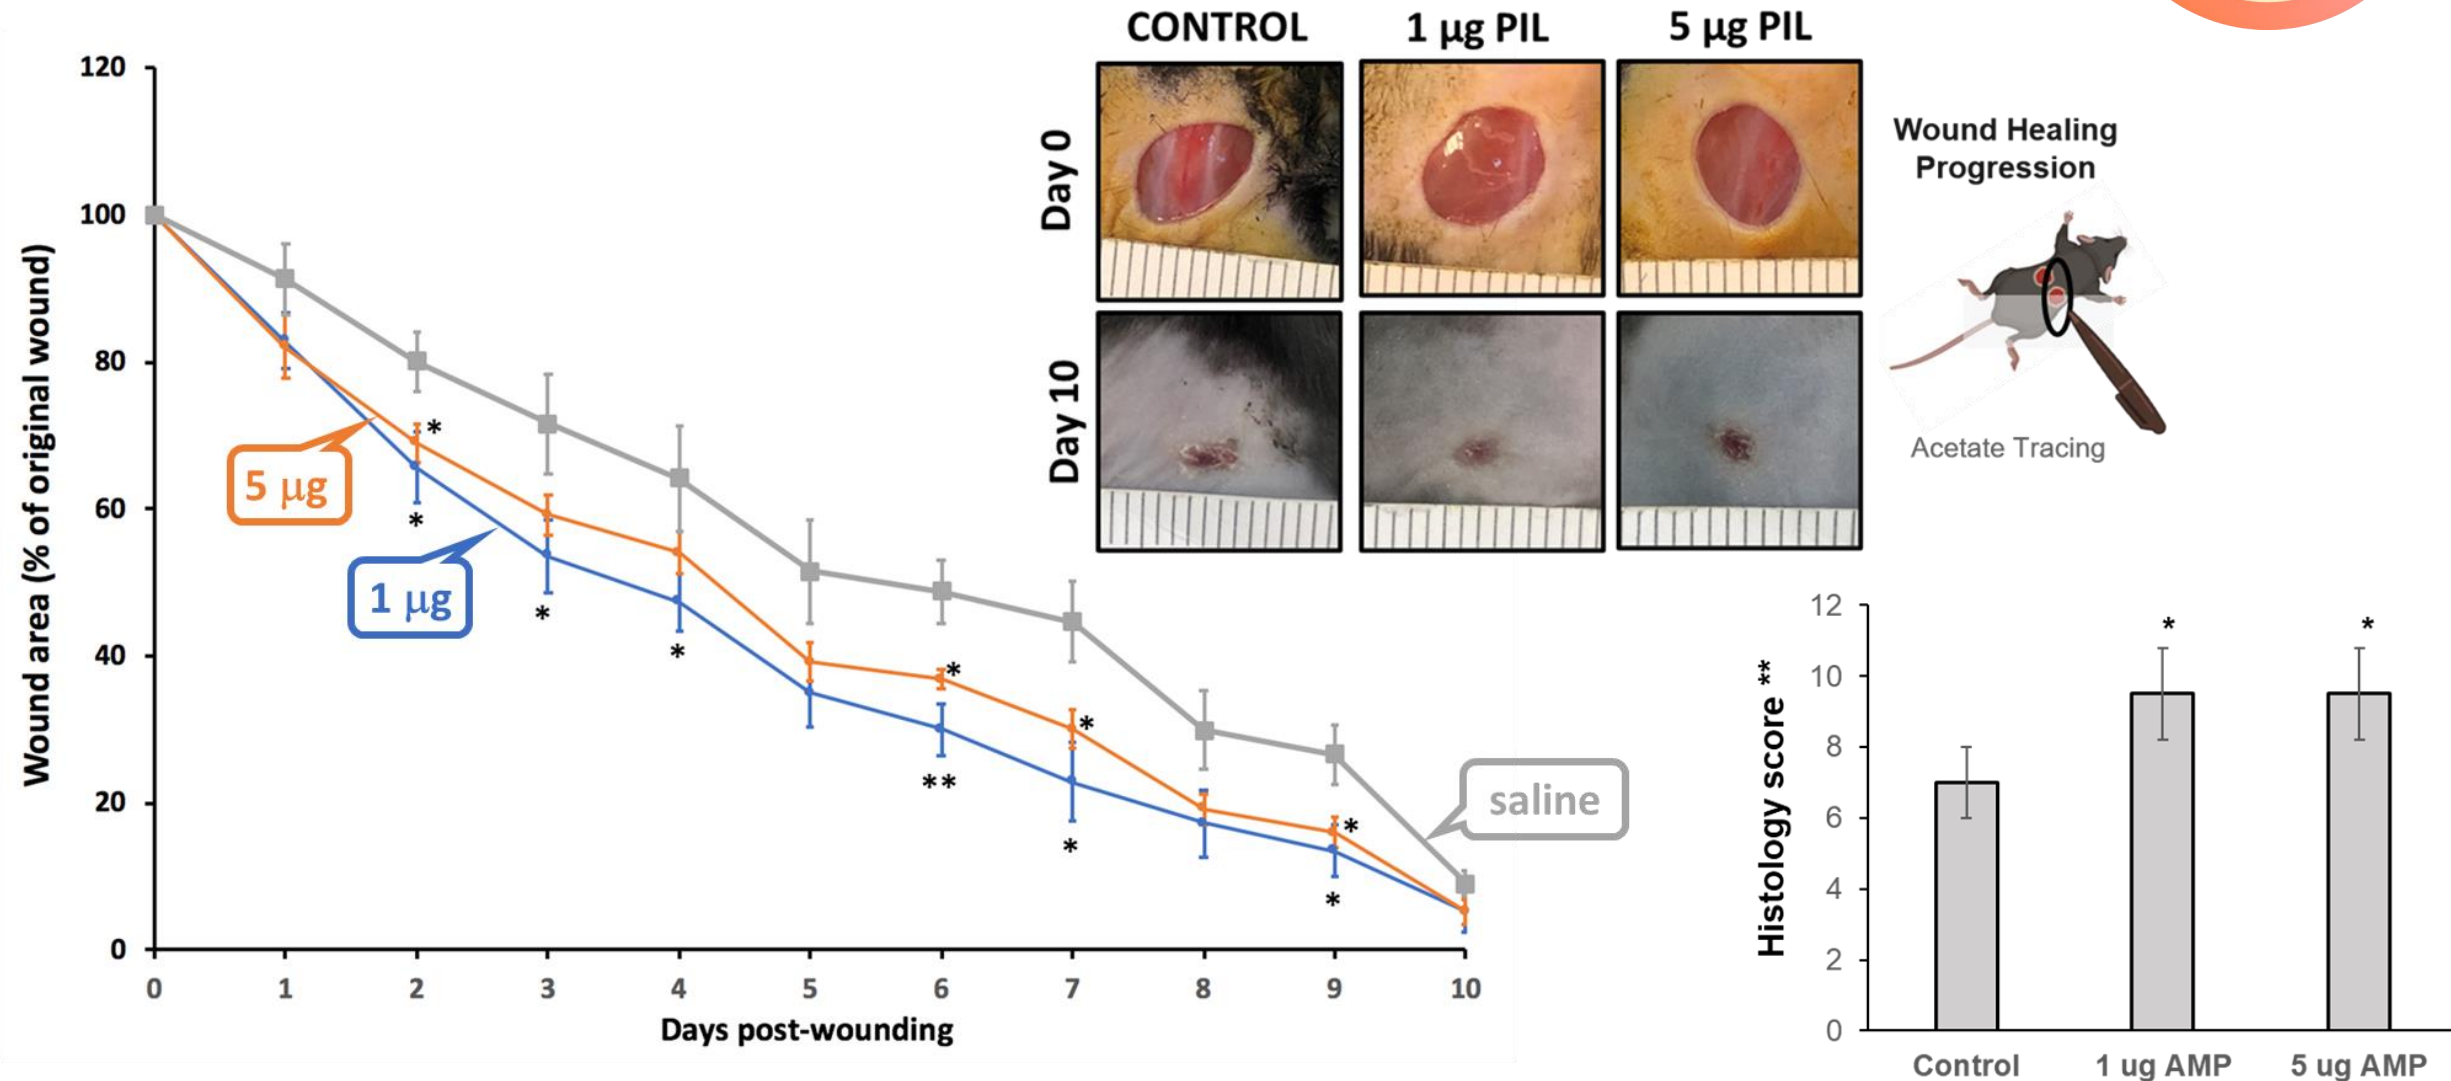 CONTROL 1 µg PIL 5 µg PIL
Day 0
Day 10
Wound Healing
Progression
Acetate Tracing
Wound area (% of original wound)
120
100
80
60
40
20
0
0 1 2 3 4 5 6 7 8 9 10
Days post-wounding
5 µg
1 µg
saline
*
*
*
*
*
**
*
*
*
*
Histology score **
12
10
8
6
4
2
0
* *
Control 1 ug AMP 5 ug AMP